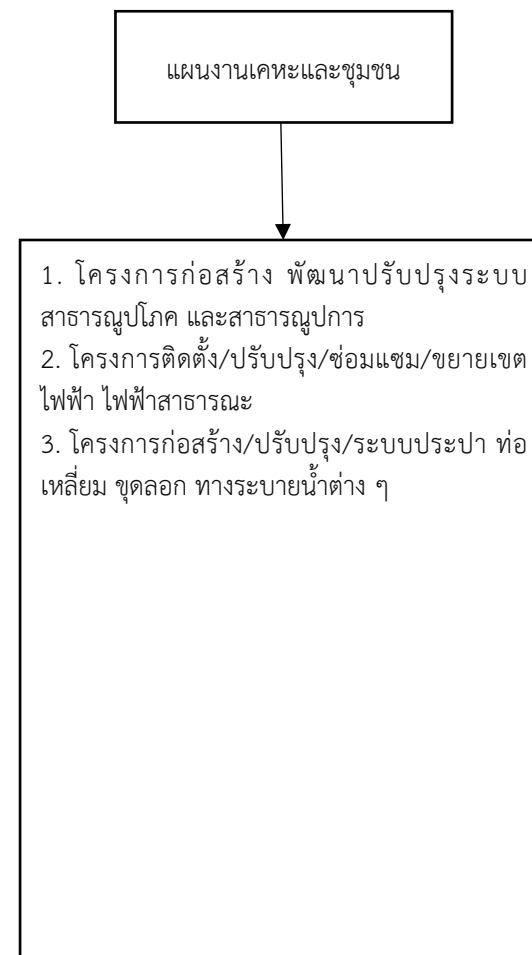 แผนงานเคหะและชุมชน
1. โครงการก่อสร้าง พัฒนาปรับปรุงระบบ
สาธารณูปโภค และสาธารณูปการ
2. โครงการติดตั้ง/ปรับปรุง/ซ่อมแซม/ขยายเขต
ไฟฟ้า ไฟฟ้าสาธารณะ
3. โครงการก่อสร้าง/ปรับปรุง/ระบบประปา ท่อ
เหลี่ยม ขุดลอก ทางระบายน้ำต่าง ๆ